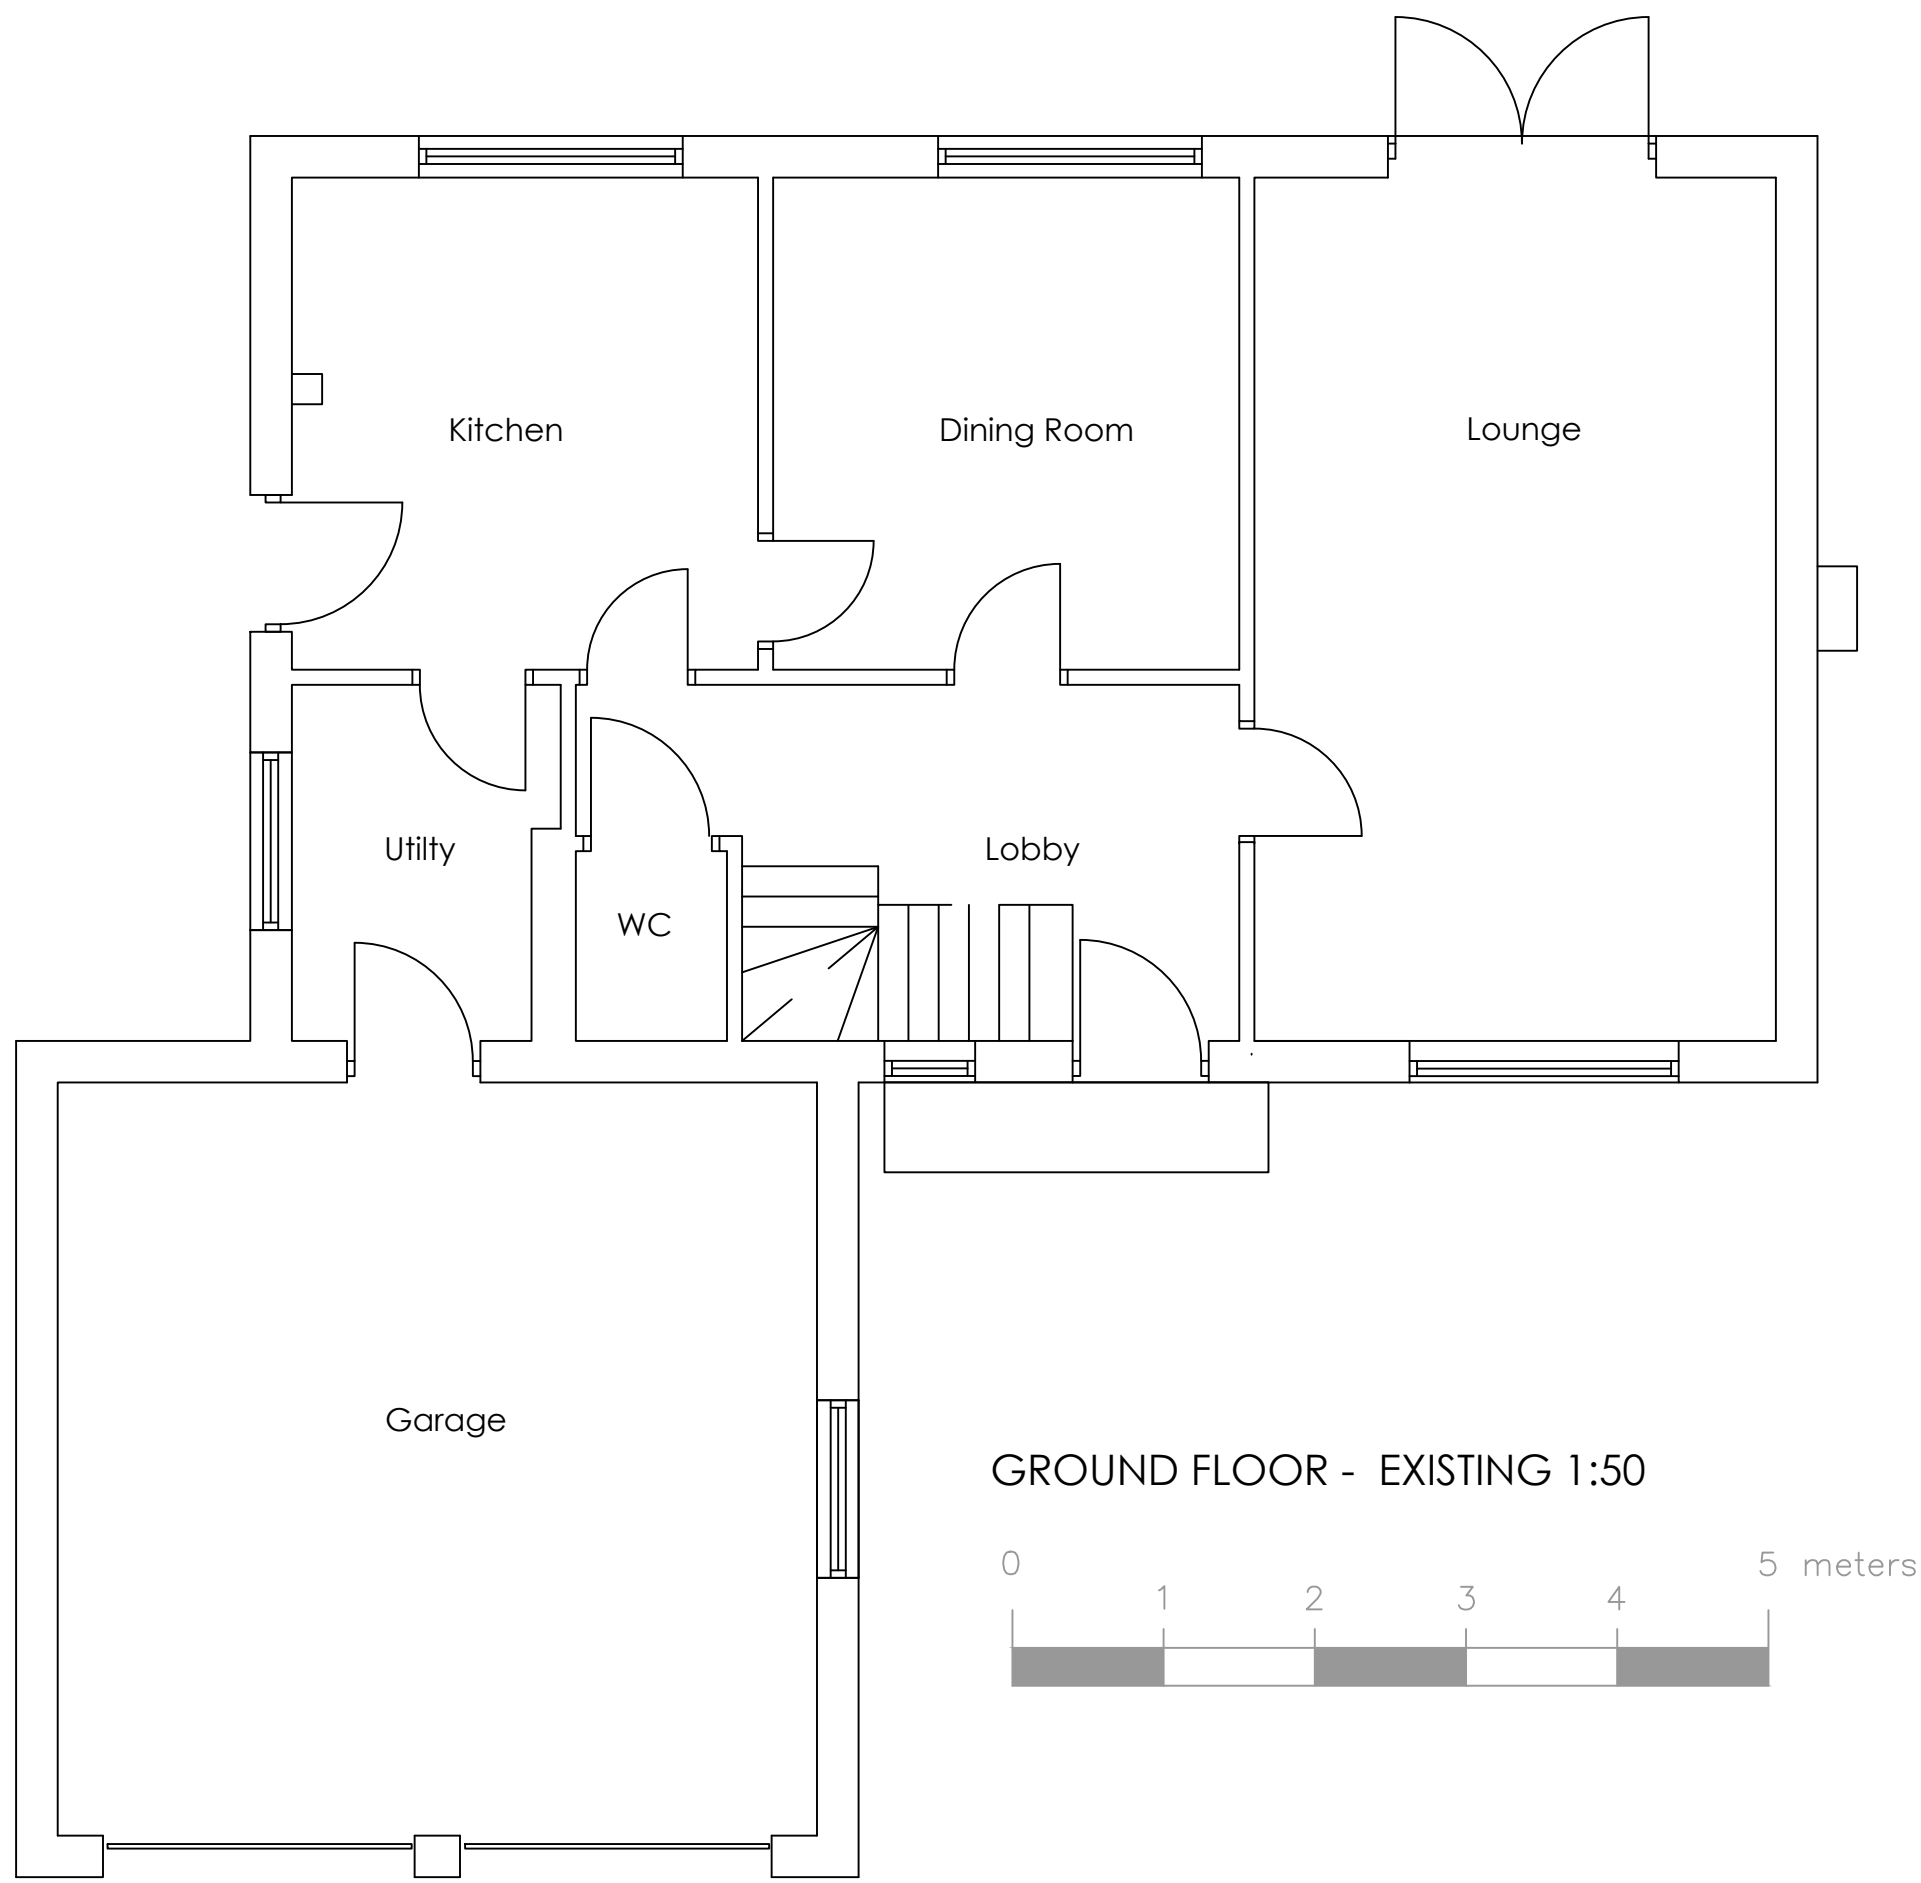 Kitchen
Dining Room
Lounge
Utilty
Lobby
WC
Garage
GROUND FLOOR - EXISTING 1:50
0 5 meters
1 2 3 4